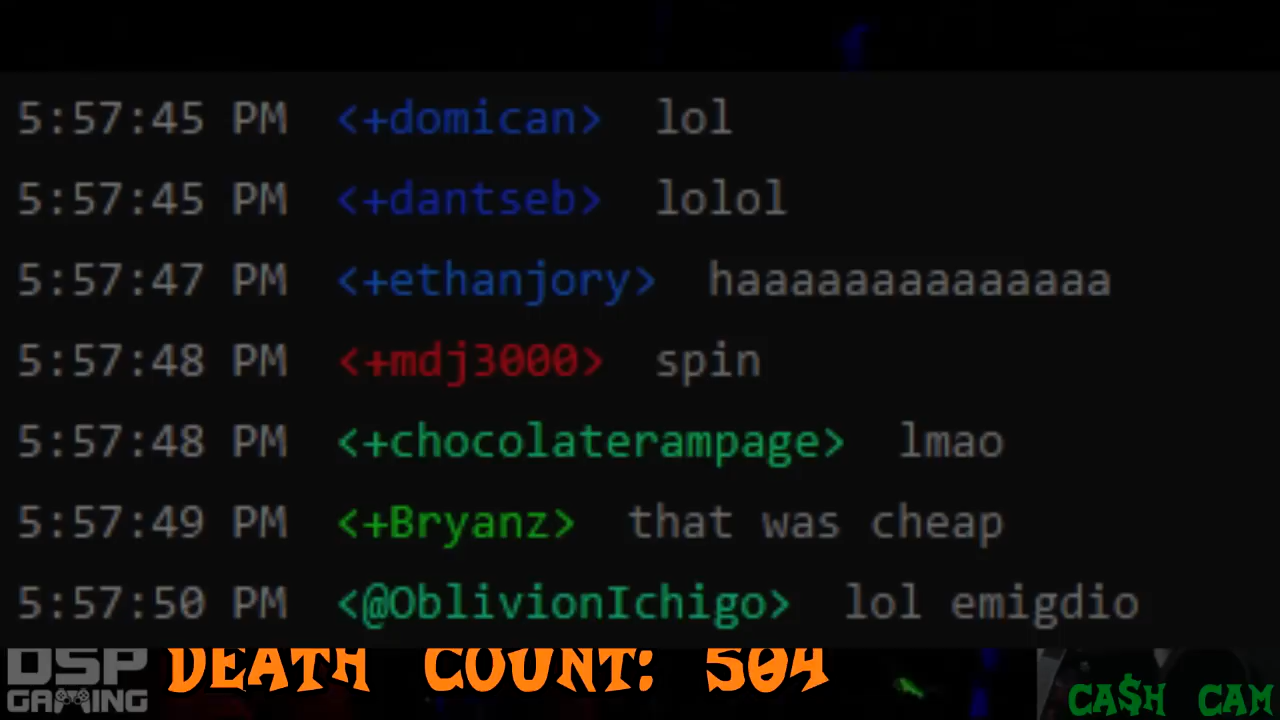 5:57:45 PM <+domican> lol
5:57:45 PM <+dantseb> lolol
5:57:47 PM <+ethanjory> haaaaaaaaaaaaaa
5:57:48 PM <+mdj3000> spin
5:57:48 PM <+chocolaterampage> lmao
5:57:49 PM <+Bryanz> that was cheap
5:57:50 PM <@OblivionIchigo> lol emigdio
DSP GAMING
DEATH COUNT: 504
CA$H CAM